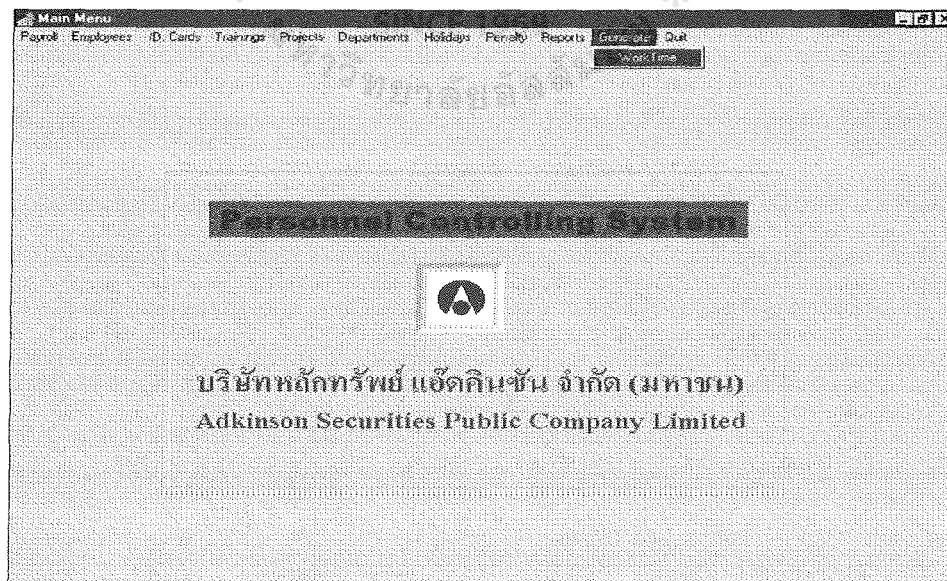 Main Menu
Payroll Employees ID. Cards Trainings Projects Departments Holidays Penalty Reports Generate Quit
WorkTime
Personnel Controlling System
บริษัทหลักทรัพย์ แอ๊ดคินซัน จำกัด (มหาชน)
Adkinson Securities Public Company Limited